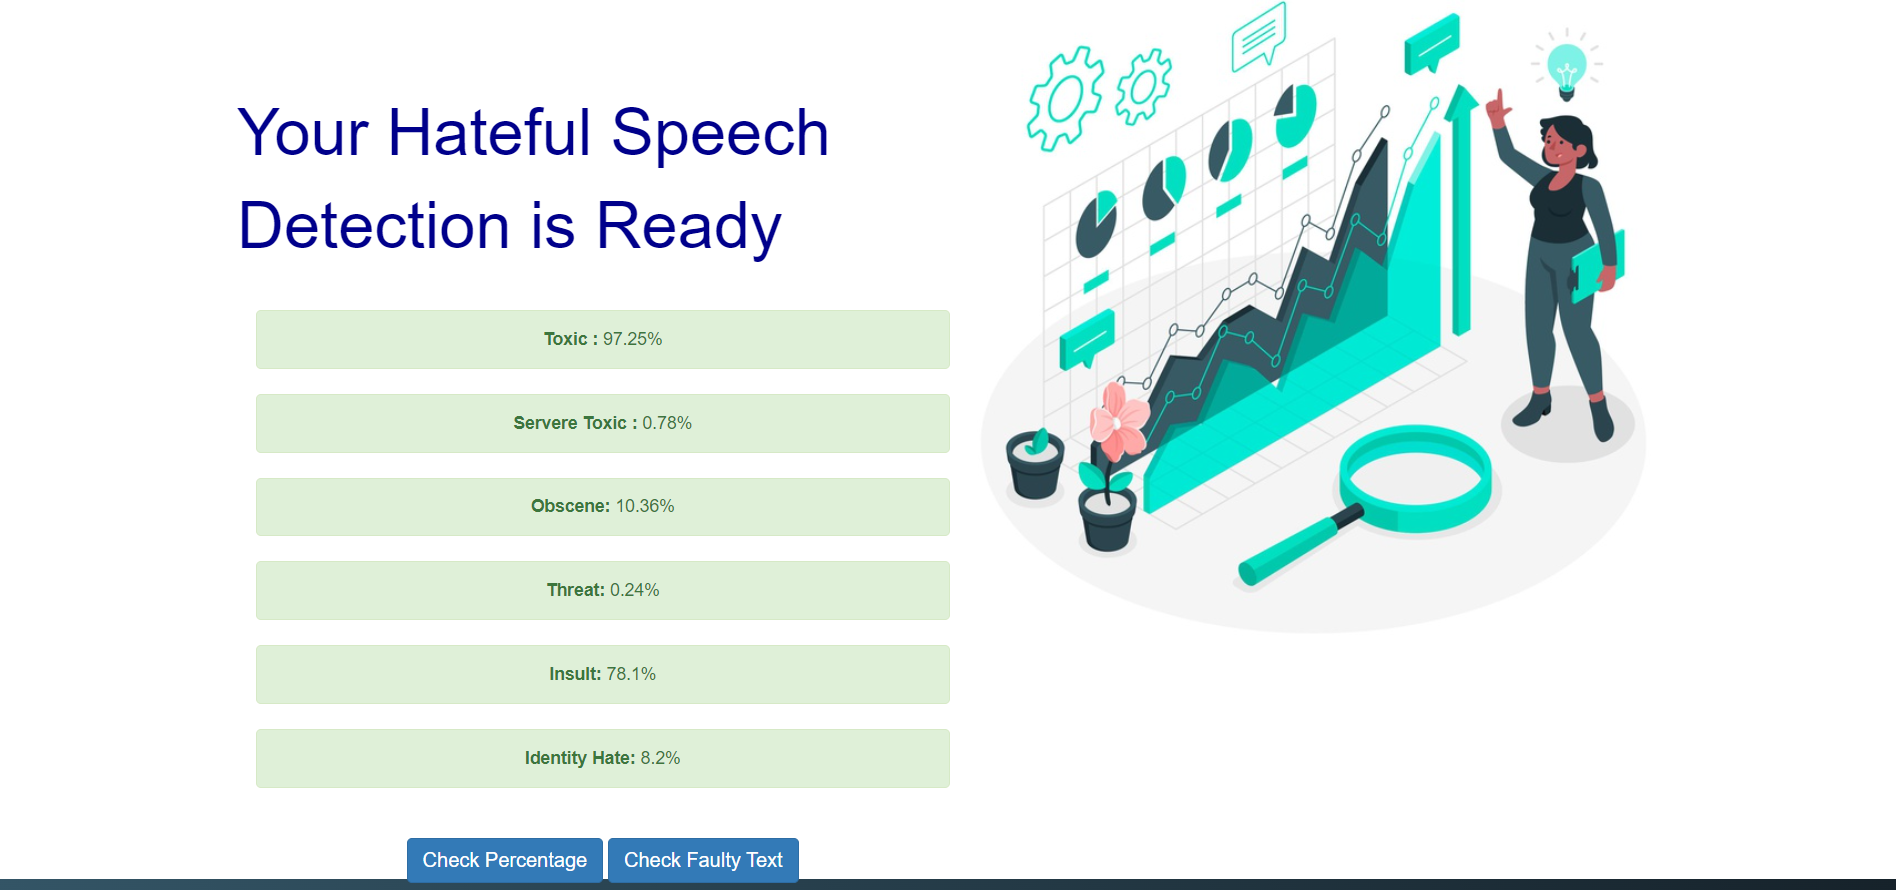 Your Hateful Speech
Detection is Ready
Toxic : 97.25%
Servere Toxic : 0.78%
Obscene: 10.36%
Threat: 0.24%
Insult: 78.1%
Identity Hate: 8.2%
Check Percentage
Check Faulty Text